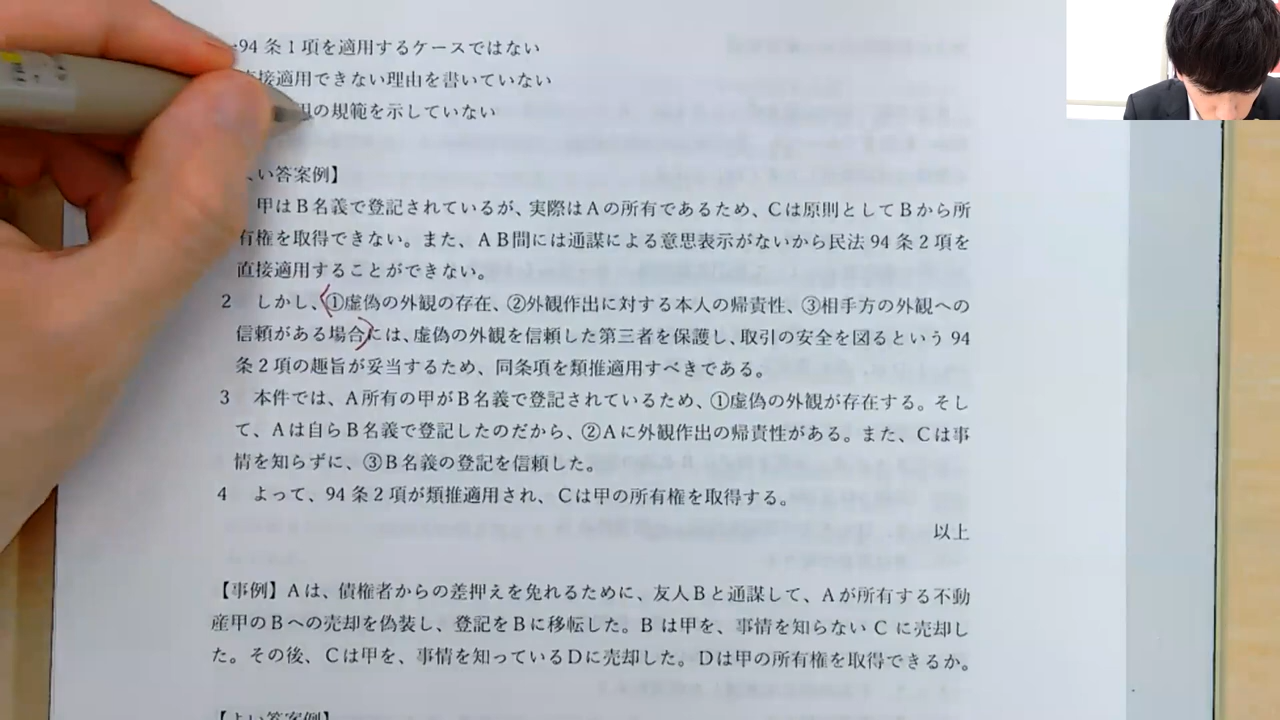 94条1項を適用するケースではない
接適用できない理由を書いていない
の規範を示していない
い答案例】
甲はB名義で登記されているが、実際はAの所有であるため、Cは原則としてBから所
有権を取得できない。また、AB間には通謀による意思表示がないから民法94条2項を
直接適用することができない。
2 しかし、①虚偽の外観の存在、②外観作出に対する本人の帰責性、③相手方の外観への
信頼がある場合には、虚偽の外観を信頼した第三者を保護し、取引の安全を図るという94
条2項の趣旨が妥当するため、同条項を類推適用すべきである。
3 本件では、A所有の甲がB名義で登記されているため、①虚偽の外観が存在する。そし
て、Aは自らB名義で登記したのだから、②Aに外観作出の帰責性がある。また、Cは事
情を知らずに、③B名義の登記を信頼した。
4 よって、94条2項が類推適用され、Cは甲の所有権を取得する。
以上
【事例】Aは、債権者からの差押えを免れるために、友人Bと通謀して、Aが所有する不動
産甲のBへの売却を偽装し、登記をBに移転した。Bは甲を、事情を知らないCに売却し
た。その後、Cは甲を、事情を知っているDに売却した。Dは甲の所有権を取得できるか。
【よい答案例】